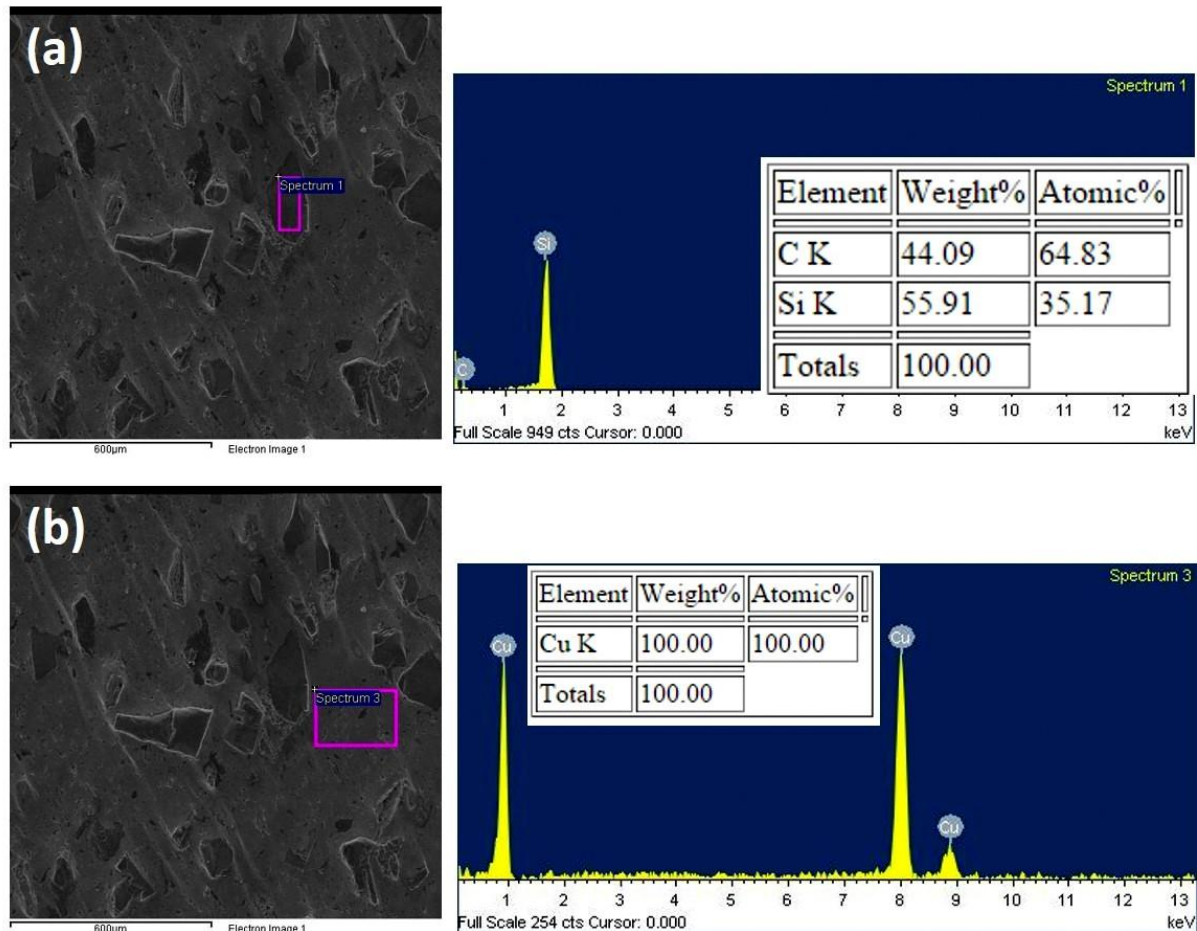 (a)
Spectrum 1
600µm
Electron Image 1
Spectrum 1
Si
C
Element Weight% Atomic%
C K 44.09 64.83
Si K 55.91 35.17
Totals 100.00
1 2 3 4 5 6 7 8 9 10 11 12 13
Full Scale 949 cts Cursor: 0.000
keV
(b)
Spectrum 3
600µm
Electron Image 1
Spectrum 3
Element Weight% Atomic%
Cu K 100.00 100.00
Totals 100.00
Cu
Cu
Cu
1 2 3 4 5 6 7 8 9 10 11 12 13
Full Scale 254 cts Cursor: 0.000
keV